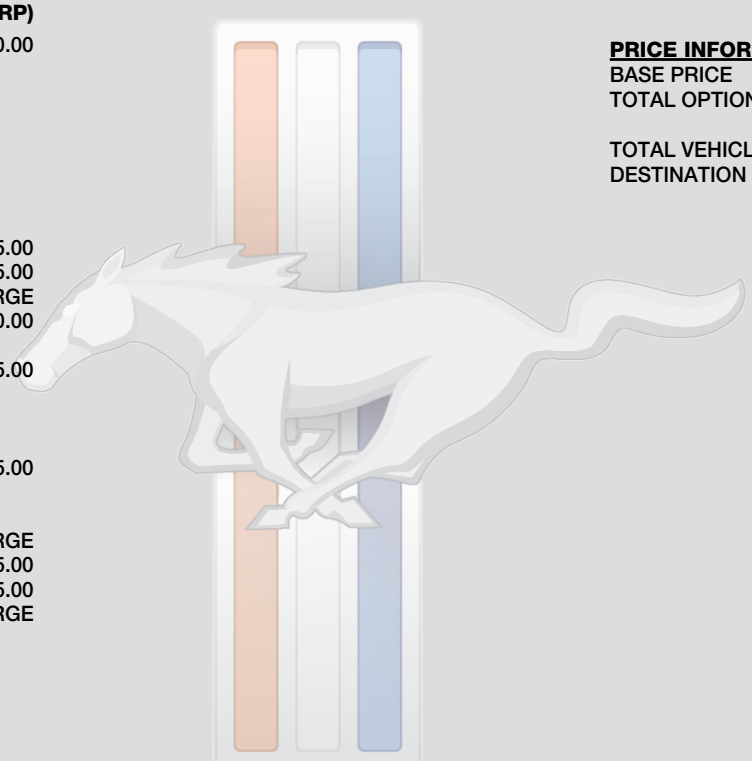 RP)
0.00
5.00
5.00
RGE
0.00
5.00
5.00
RGE
5.00
5.00
RGE
PRICE INFOR
BASE PRICE
TOTAL OPTION
TOTAL VEHICL
DESTINATION